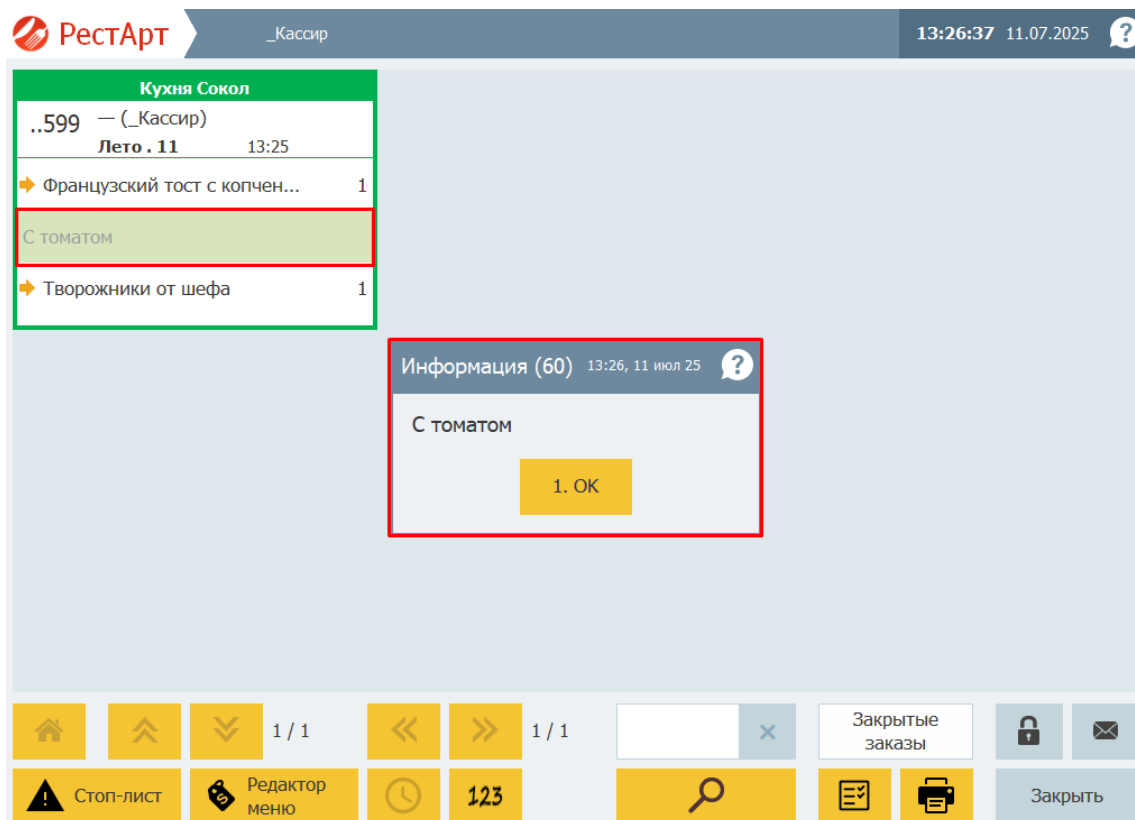 РестАрт
_Кассир
13:26:37 11.07.2025 ?
Кухня Сокол
..599 — (_Кассир)
Лето . 11 13:25
Французский тост с копчен... 1
С томатом
Творожники от шефа 1
Информация (60) 13:26, 11 июл 25 ?
С томатом
1. OK
1 / 1
1 / 1
Закрытые
заказы
Стоп-лист
Редактор
меню
123
Закрыть